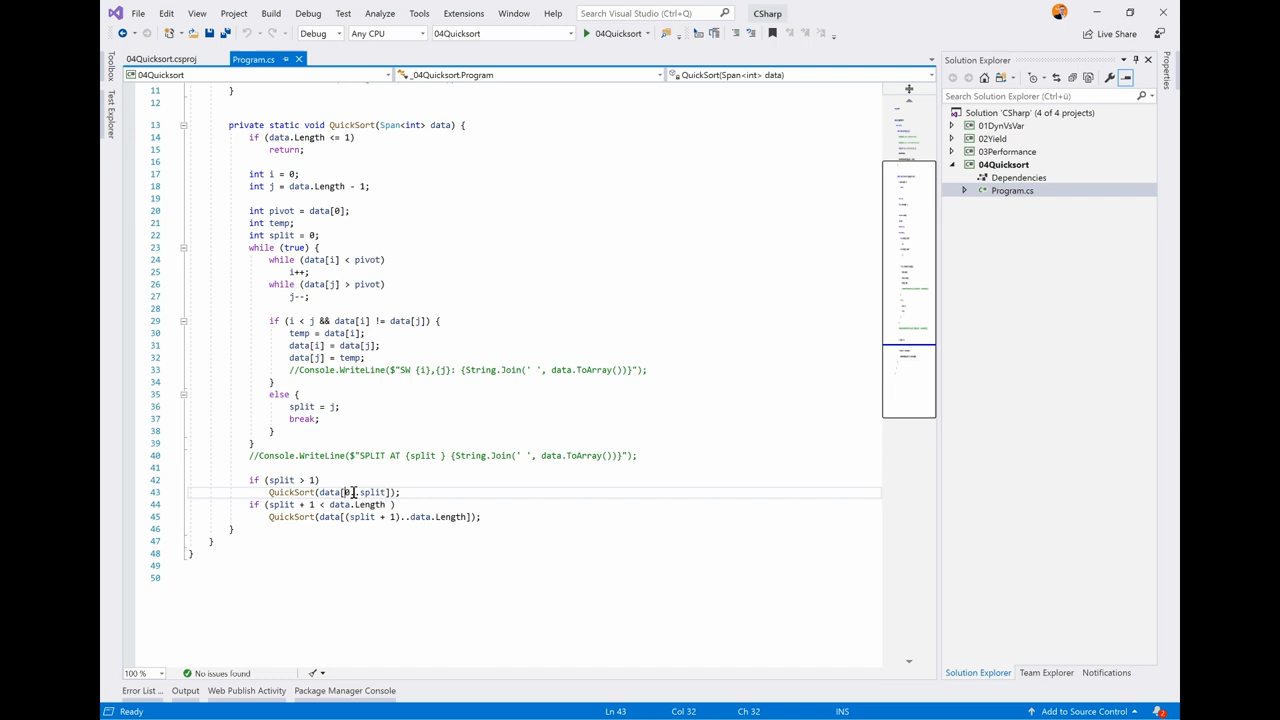 File Edit View Project Build Debug Test Analyze Tools Extensions Window Help Search Visual Studio (Ctrl+Q) CSharp
Debug Any CPU 04Quicksort 04Quicksort Live Share
04Quicksort.csproj Program.cs
04Quicksort _04Quicksort.Program QuickSort(Span<int> data)
Toolbox
Test Explorer
11 }
12
13 private static void QuickSort(Span<int> data) {
14 if (data.Length <= 1)
15 return;
16
17 int i = 0;
18 int j = data.Length - 1;
19
20 int pivot = data[0];
21 int temp;
22 int split = 0;
23 while (true) {
24 while (data[i] < pivot)
25 i++;
26 while (data[j] > pivot)
27 j--;
28
29 if (i < j && data[i] != data[j]) {
30 temp = data[i];
31 data[i] = data[j];
32 data[j] = temp;
33 //Console.WriteLine($"SW {i},{j}: {String.Join(' ', data.ToArray())}");
34 }
35 else {
36 split = j;
37 break;
38 }
39 }
40 //Console.WriteLine($"SPLIT AT {split } {String.Join(' ', data.ToArray())}");
41
42 if (split > 1)
43 QuickSort(data[0..split]);
44 if (split + 1 < data.Length )
45 QuickSort(data[(split + 1)..data.Length]);
46 }
47 }
48 }
49
50
Solution Explorer
Search Solution Explorer (Ctrl+ü)
Solution 'CSharp' (4 of 4 projects)
01DynVsVar
02Yield
03Performance
04Quicksort
Dependencies
Program.cs
Properties
100 % No issues found
Solution Explorer Team Explorer Notifications
Error List ... Output Web Publish Activity Package Manager Console
Ready Ln 43 Col 32 Ch 32 INS Add to Source Control 2